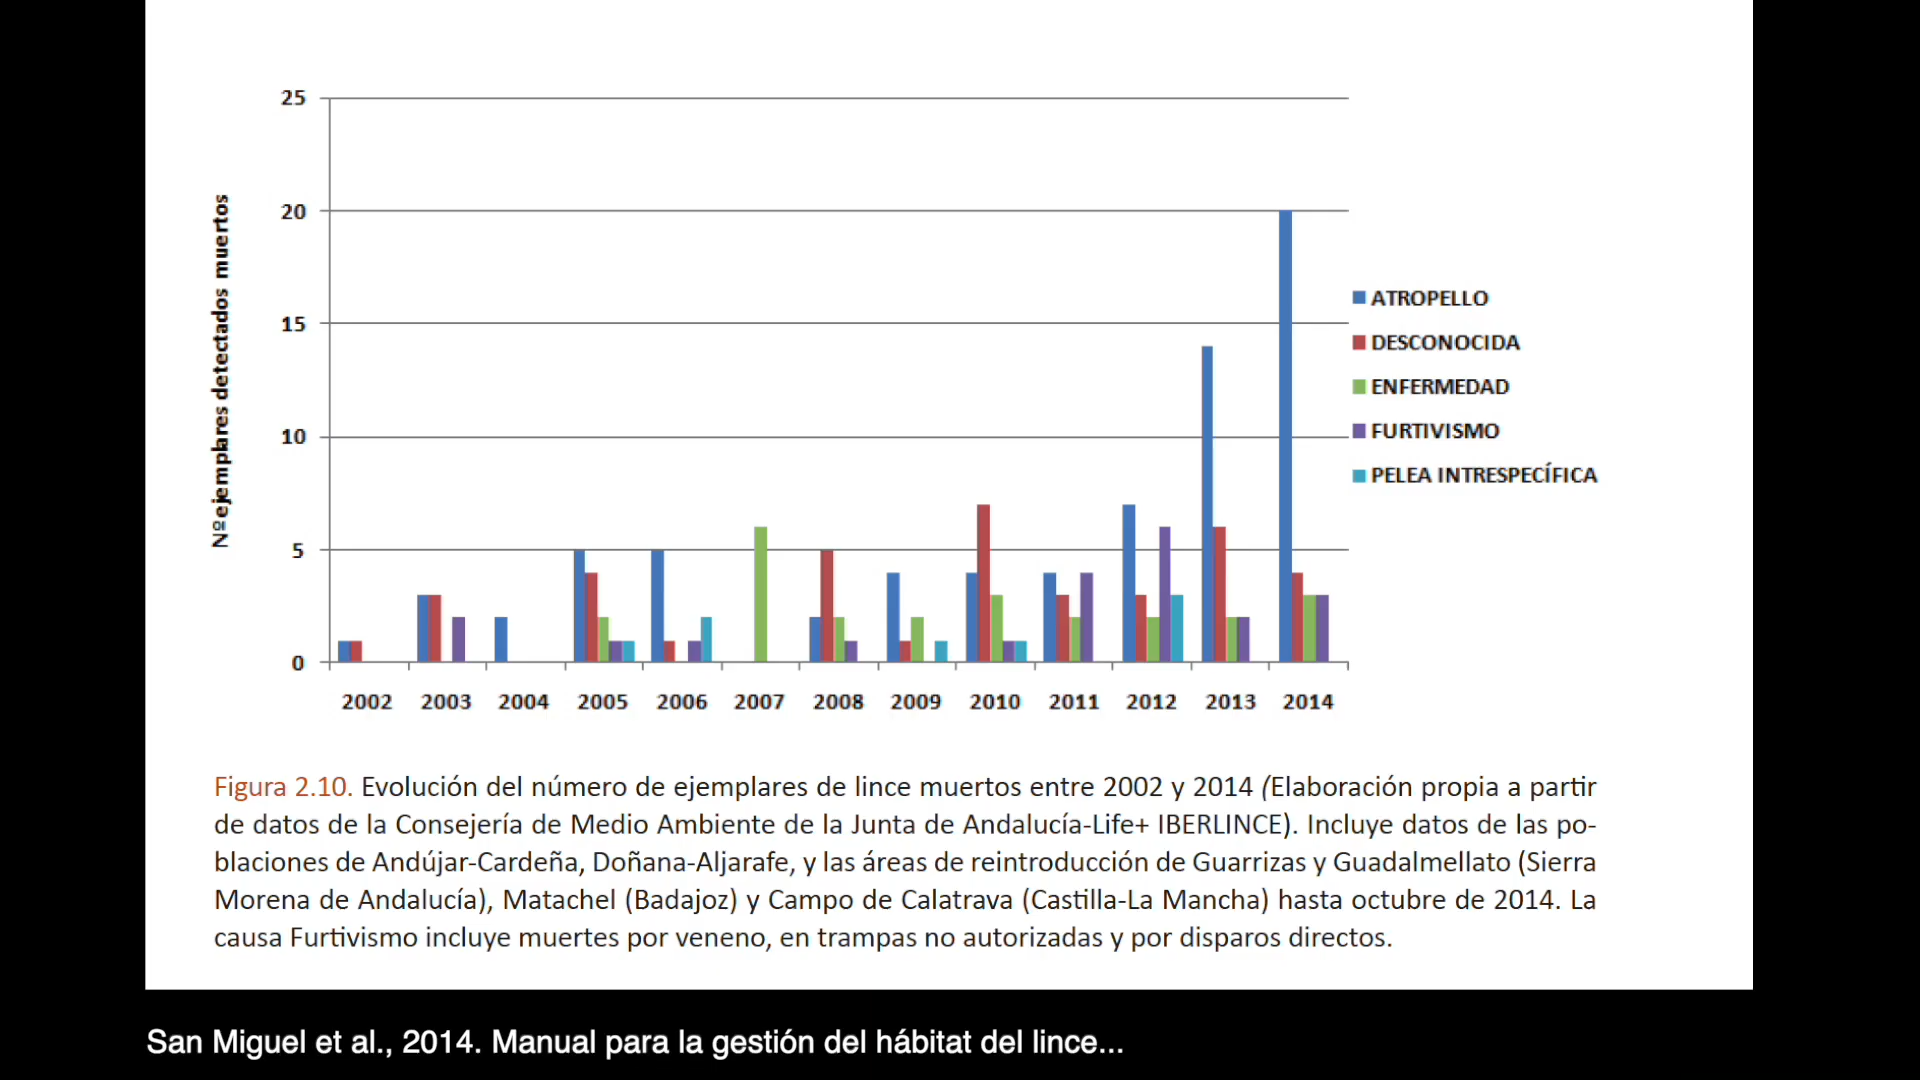 25
20
15
10
5
0
Nº ejemplares detectados muertos
2002 2003 2004 2005 2006 2007 2008 2009 2010 2011 2012 2013 2014
ATROPELLO
DESCONOCIDA
ENFERMEDAD
FURTIVISMO
PELEA INTRESPECÍFICA
Figura 2.10. Evolución del número de ejemplares de lince muertos entre 2002 y 2014 (Elaboración propia a partir
de datos de la Consejería de Medio Ambiente de la Junta de Andalucía-Life+ IBERLINCE). Incluye datos de las po-
blaciones de Andújar-Cardeña, Doñana-Aljarafe, y las áreas de reintroducción de Guarrizas y Guadalmellato (Sierra
Morena de Andalucía), Matachel (Badajoz) y Campo de Calatrava (Castilla-La Mancha) hasta octubre de 2014. La
causa Furtivismo incluye muertes por veneno, en trampas no autorizadas y por disparos directos.
San Miguel et al., 2014. Manual para la gestión del hábitat del lince...